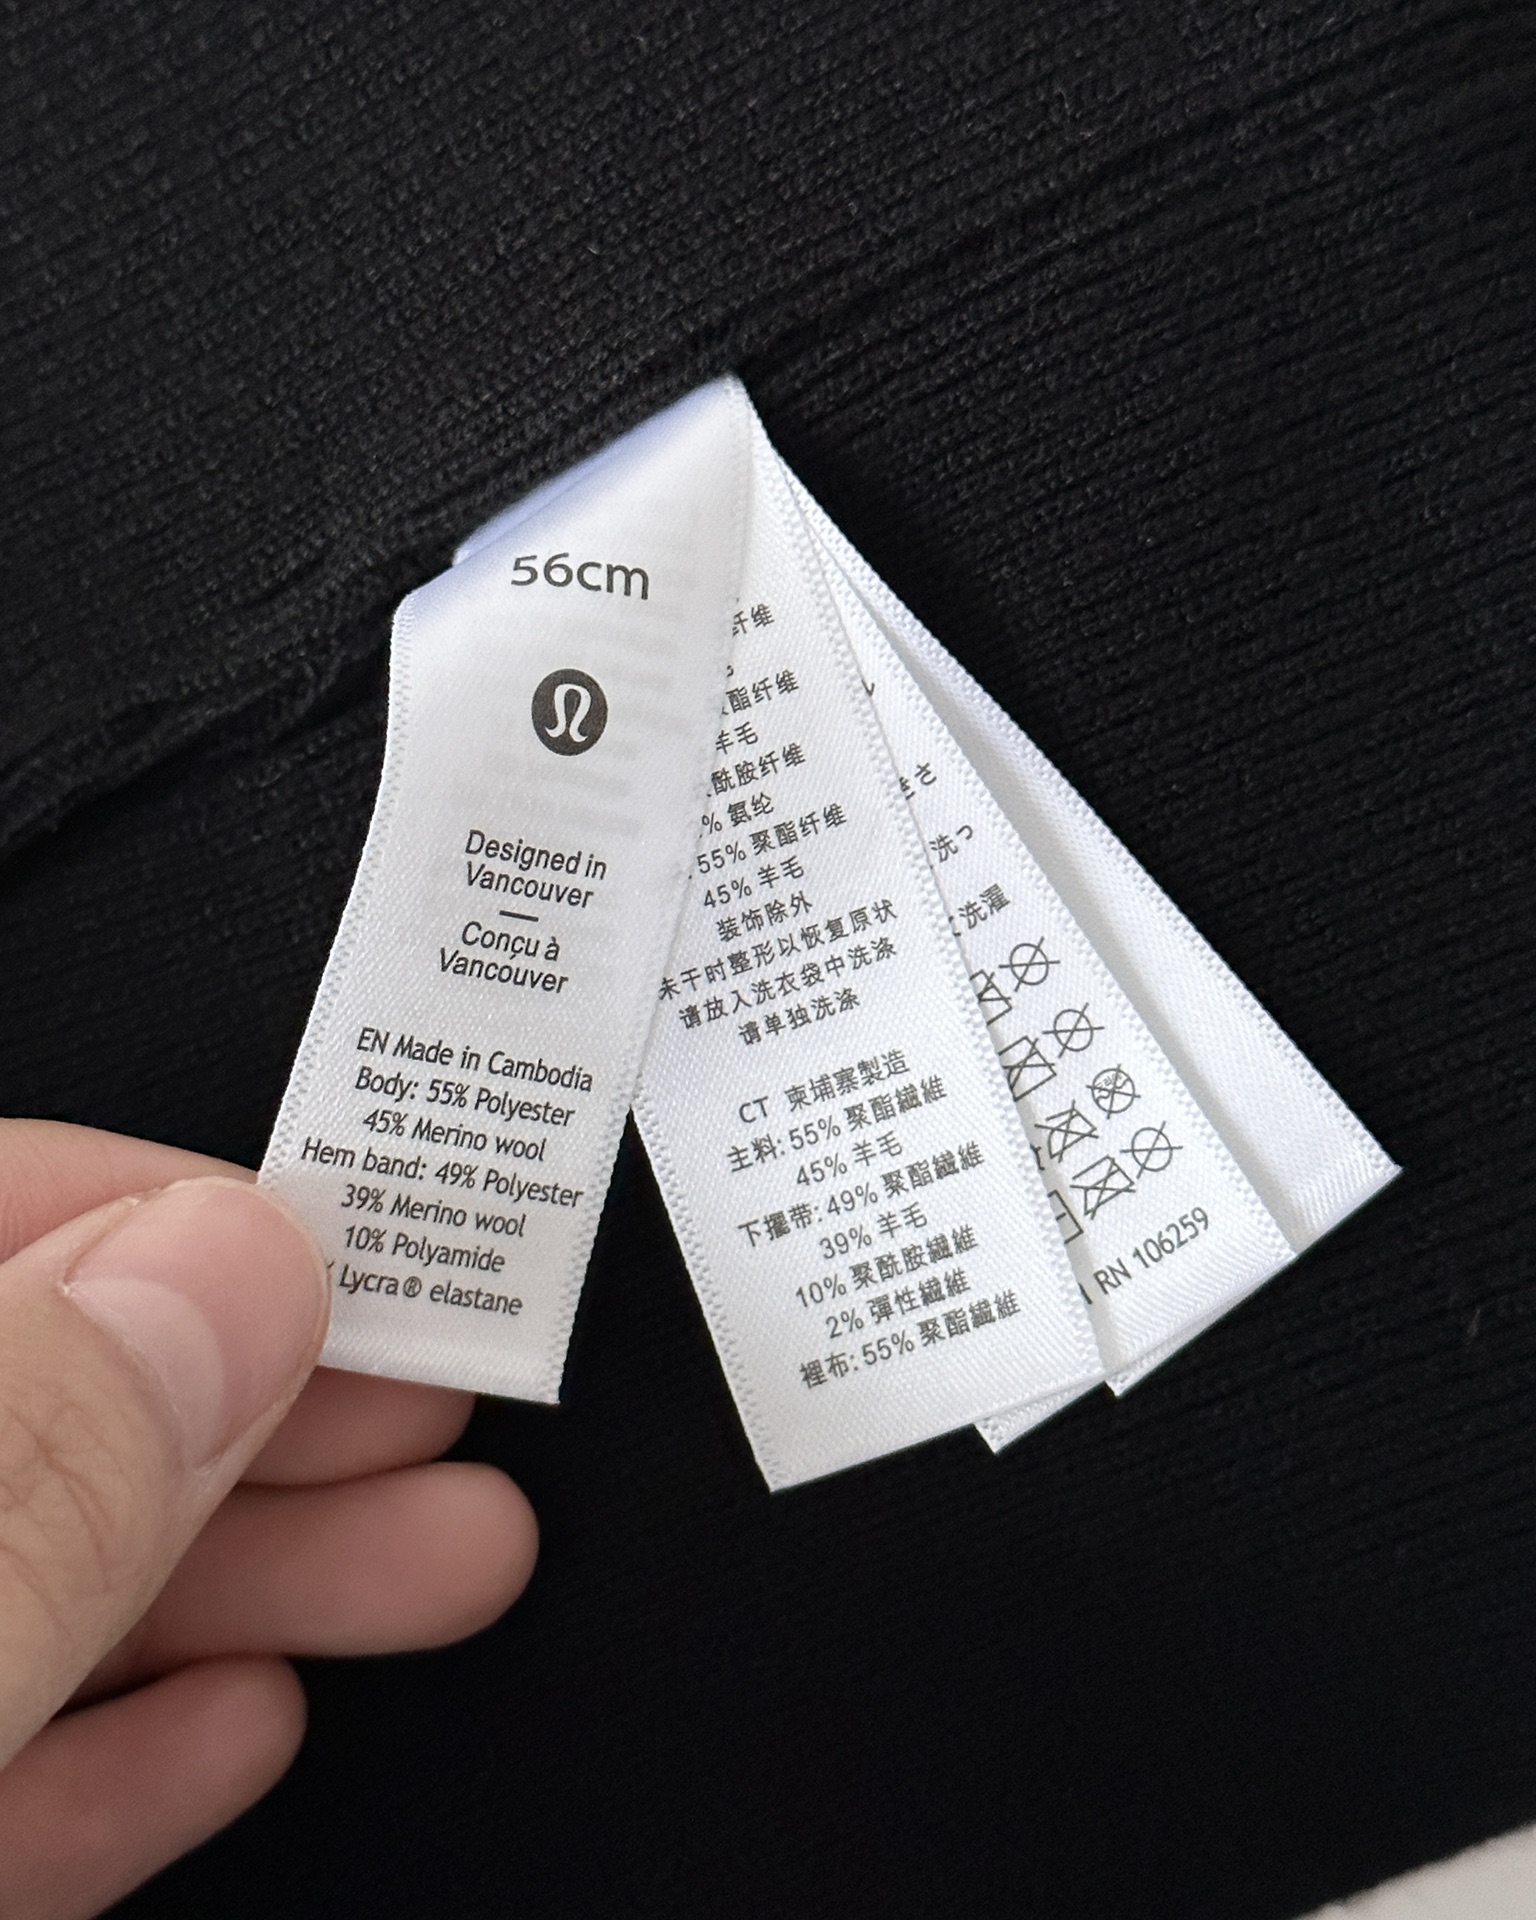 56cm
Designed in
Vancouver
Conçu à
Vancouver
EN Made in Cambodia
Body: 55% Polyester
45% Merino wool
Hem band: 49% Polyester
39% Merino wool
10% Polyamide
Lycra® elastane
纤维
酯纤维
羊毛
酰胺纤维
% 氨纶
55% 聚酯纤维
45% 羊毛
装饰除外
未干时整形以恢复原状
请放入洗衣袋中洗涤
请单独洗涤
CT 柬埔寨製造
主料: 55% 聚酯纖維
45% 羊毛
下擺帶: 49% 聚酯纖維
39% 羊毛
10% 聚酰胺纖維
2% 彈性纖維
裡布: 55% 聚酯纖維
さ
洗っ
洗濯
RN 106259